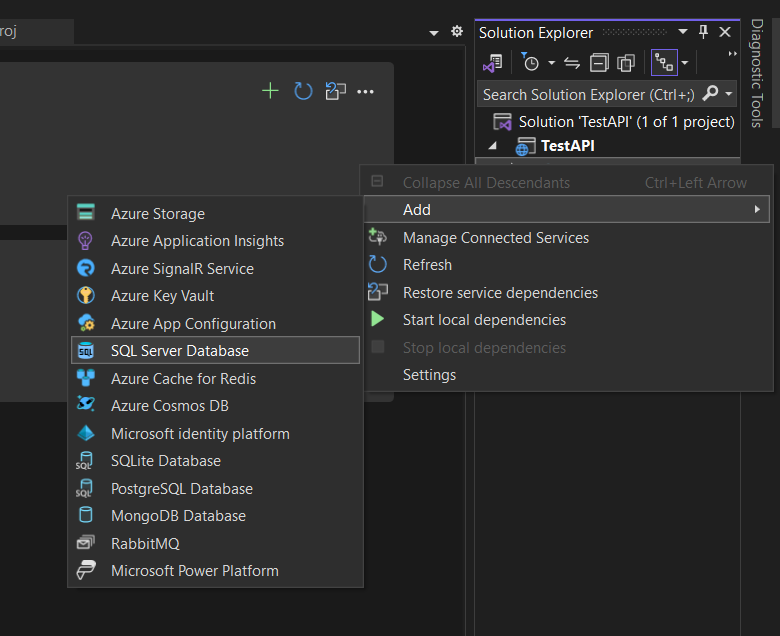 roj
Solution Explorer
Search Solution Explorer (Ctrl+;)
Solution 'TestAPI' (1 of 1 project)
TestAPI
Diagnostic Tools
Collapse All Descendants Ctrl+Left Arrow
Add
Manage Connected Services
Refresh
Restore service dependencies
Start local dependencies
Stop local dependencies
Settings
Azure Storage
Azure Application Insights
Azure SignalR Service
Azure Key Vault
Azure App Configuration
SQL Server Database
Azure Cache for Redis
Azure Cosmos DB
Microsoft identity platform
SQLite Database
PostgreSQL Database
MongoDB Database
RabbitMQ
Microsoft Power Platform